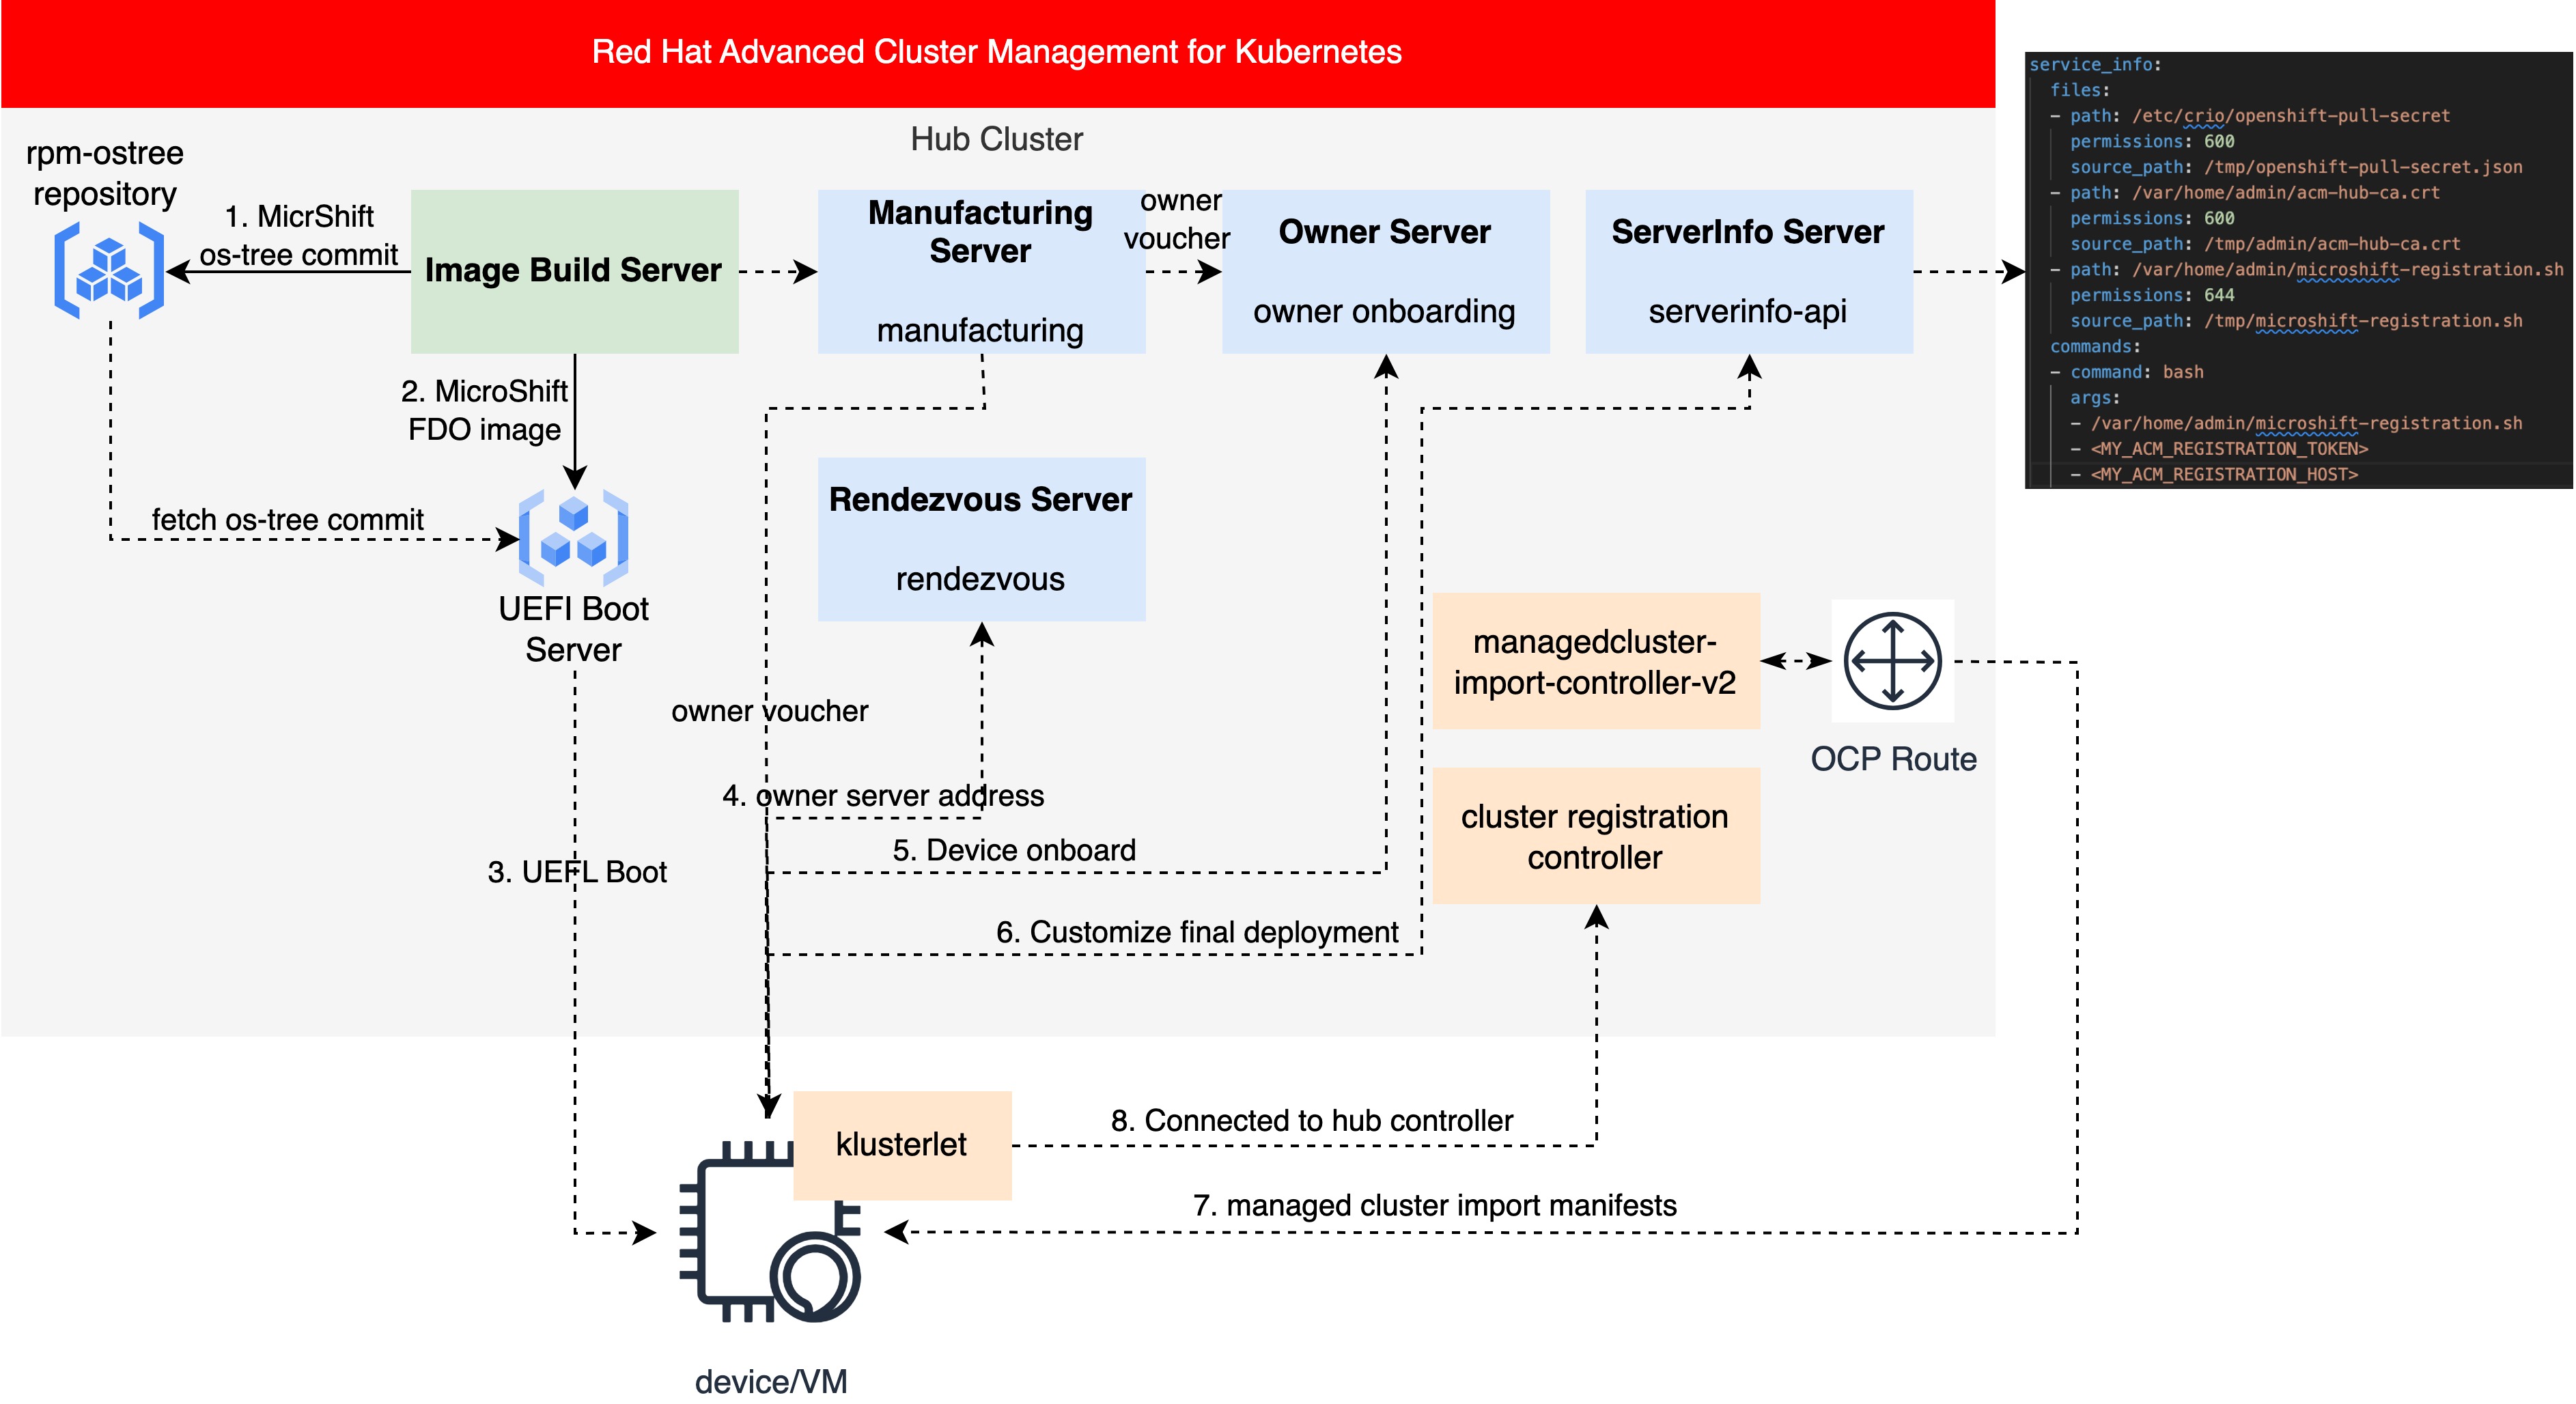 Red Hat Advanced Cluster Management for Kubernetes
Hub Cluster
rpm-ostree
repository
1. MicrShift
os-tree commit
Image Build Server
Manufacturing
Server
manufacturing
owner
voucher
Owner Server
owner onboarding
ServerInfo Server
serverinfo-api
service_info:
files:
- path: /etc/crio/openshift-pull-secret
permissions: 600
source_path: /tmp/openshift-pull-secret.json
- path: /var/home/admin/acm-hub-ca.crt
permissions: 600
source_path: /tmp/admin/acm-hub-ca.crt
- path: /var/home/admin/microshift-registration.sh
permissions: 644
source_path: /tmp/microshift-registration.sh
commands:
- command: bash
args:
- /var/home/admin/microshift-registration.sh
- <MY_ACM_REGISTRATION_TOKEN>
- <MY_ACM_REGISTRATION_HOST>
2. MicroShift
FDO image
fetch os-tree commit
UEFI Boot
Server
Rendezvous Server
rendezvous
managedcluster-
import-controller-v2
OCP Route
owner voucher
4. owner server address
cluster registration
controller
5. Device onboard
3. UEFL Boot
6. Customize final deployment
klusterlet
8. Connected to hub controller
7. managed cluster import manifests
device/VM